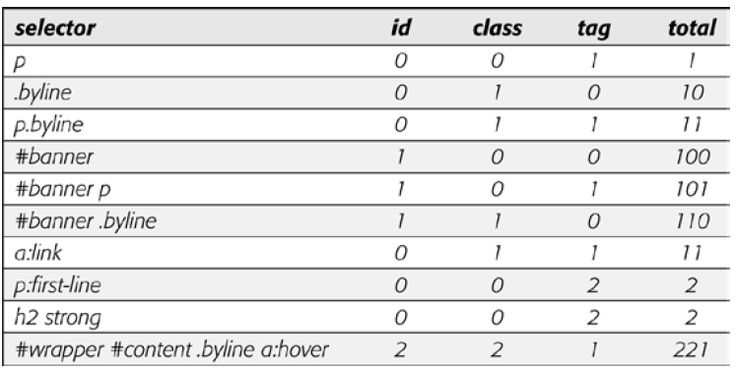 selector id class tag total
p 0 0 1 1
.byline 0 1 0 10
p.byline 0 1 1 11
#banner 1 0 0 100
#banner p 1 0 1 101
#banner .byline 1 1 0 110
a:link 0 1 1 11
p:first-line 0 0 2 2
h2 strong 0 0 2 2
#wrapper #content .byline a:hover 2 2 1 221